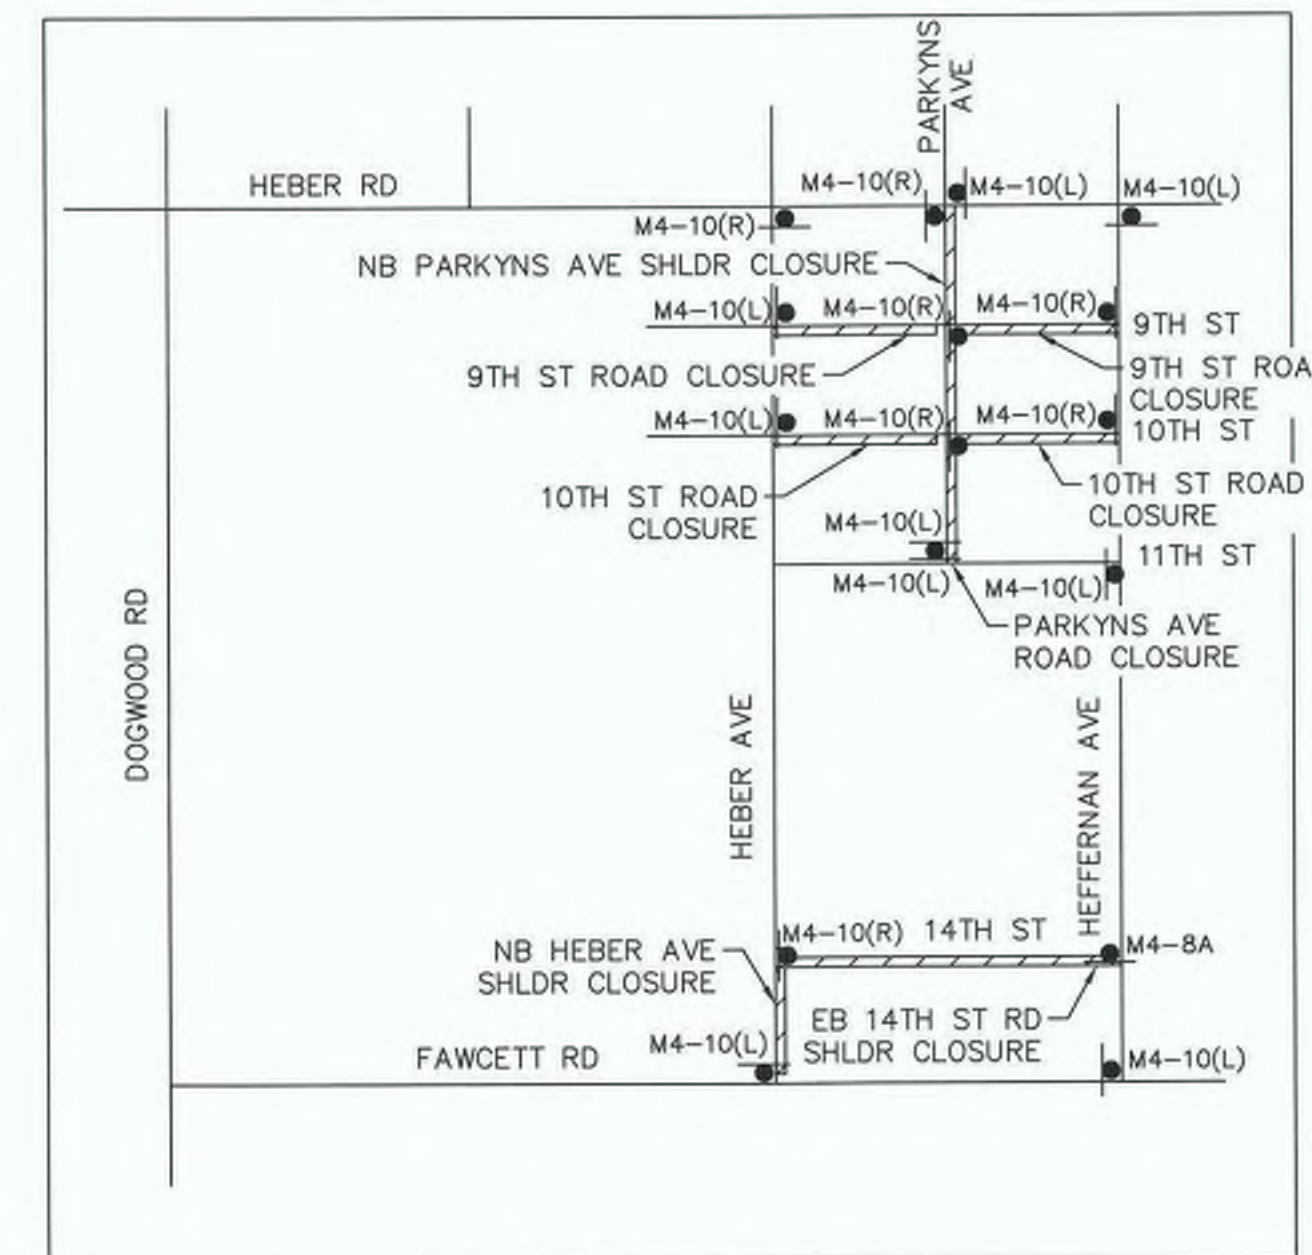 PARKYNS
AVE
HEBER RD
M4-10(R)
M4-10(L)
M4-10(L)
M4-10(R)
NB PARKYNS AVE SHLDR CLOSURE
M4-10(L)
M4-10(R)
M4-10(R)
9TH ST
9TH ST ROAD CLOSURE
9TH ST ROA
CLOSURE
M4-10(L)
M4-10(R)
M4-10(R)
10TH ST
10TH ST ROAD
CLOSURE
10TH ST ROAD
CLOSURE
M4-10(L)
11TH ST
M4-10(L)
M4-10(L)
PARKYNS AVE
ROAD CLOSURE
DOGWOOD RD
HEBER AVE
HEFFERNAN AVE
M4-10(R)
14TH ST
M4-8A
NB HEBER AVE
SHLDR CLOSURE
EB 14TH ST RD
SHLDR CLOSURE
FAWCETT RD
M4-10(L)
M4-10(L)